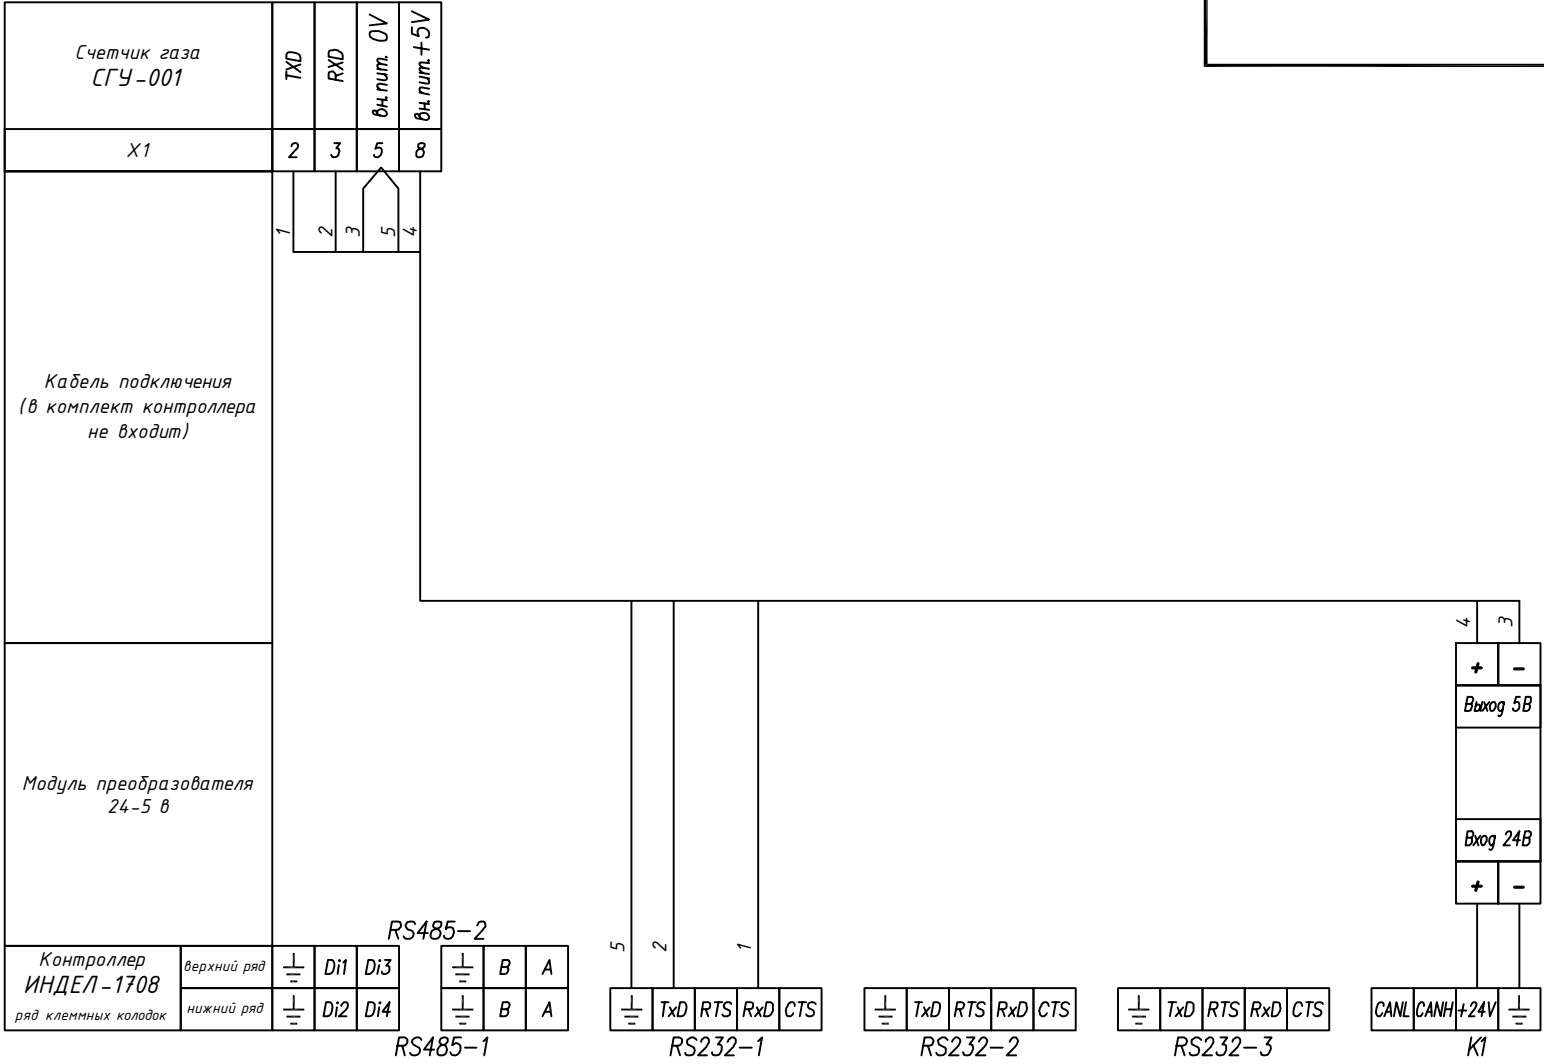 Счетчик газа
СГУ-001
TXD
RXD
вн.пит. 0V
вн.пит.+5V
X1
2
3
5
8
1
2
3
5
4
Кабель подключения
(в комплект контроллера
не входит)
4
3
+
-
Выход 5В
Модуль преобразователя
24-5 в
Вход 24В
+
-
RS485-2
5
2
1
Контроллер
ИНДЕЛ-1708
ряд клеммных колодок
верхний ряд
Di1 Di3
B A
нижний ряд
Di2 Di4
B A
TxD RTS RxD CTS
TxD RTS RxD CTS
TxD RTS RxD CTS
CANL CANH +24V
RS485-1
RS232-1
RS232-2
RS232-3
K1